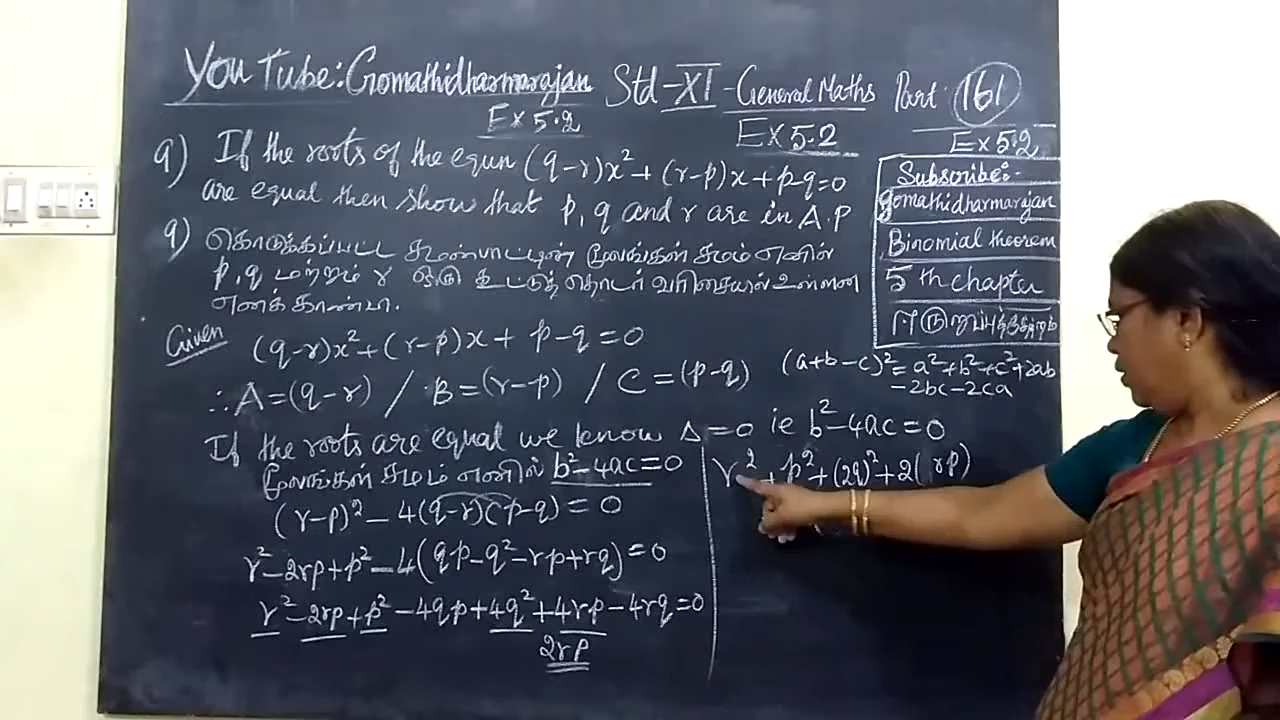 You Tube: Gomathidharmarajan Std-XI-General Maths Part 161
Ex 5.2 Ex 5.2 Ex 5.2
9) If the roots of the equn (q-r)x²+(r-p)x+p-q=0
are equal then show that p, q and r are in A.P
9) கொடுக்கப்பட்ட சமன்பாட்டின் மூலங்கள் சமம் எனில்
p, q மற்றும் r ஒரு கூட்டுத் தொடர் வரிசையில் உள்ளன
எனக் காண்பி.
Subscribe:-
gomathidharmarajan
Binomial theorem
5th chapter
Given
(q-r)x²+(r-p)x+p-q=0
∴ A=(q-r) / B=(r-p) / C=(p-q)
(a+b-c)²=a²+b²+c²+2ab
-2bc-2ca
If the roots are equal we know Δ=0 ie b²-4ac=0
மூலங்கள் சமம் எனில் b²-4ac=0
(r-p)²-4(q-r)(p-q)=0
r²-2rp+p²-4(qp-q²-rp+rq)=0
r²-2rp+p²-4qp+4q²+4rp-4rq=0
2rp
r²+p²+(2q)²+2(rp)